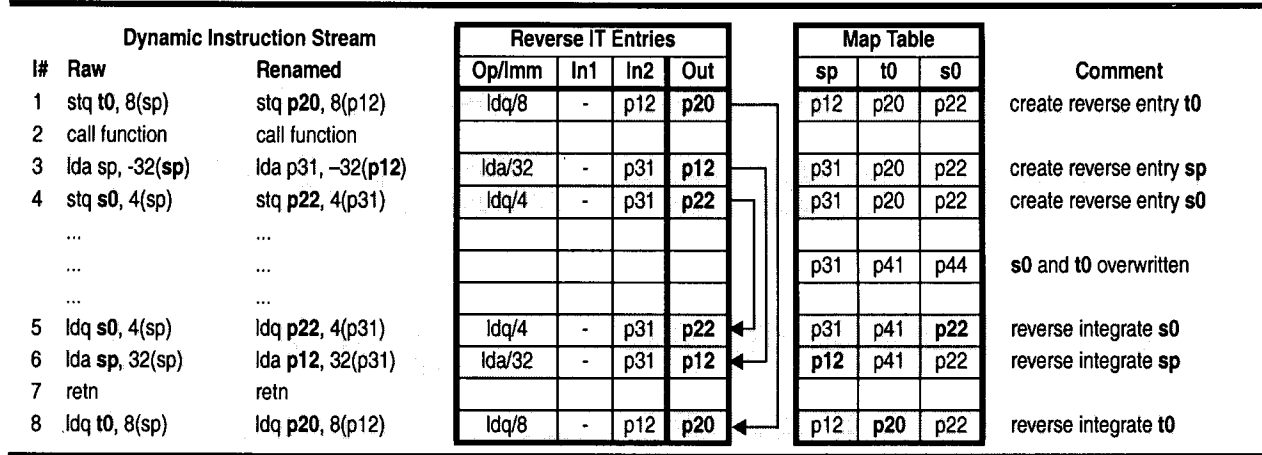 Dynamic Instruction Stream Reverse IT Entries Map Table
I# Raw Renamed Op/Imm In1 In2 Out sp t0 s0 Comment
1 stq t0, 8(sp) stq p20, 8(p12) ldq/8 - p12 p20 p12 p20 p22 create reverse entry t0
2 call function call function
3 lda sp, -32(sp) lda p31, –32(p12) lda/32 - p31 p12 p31 p20 p22 create reverse entry sp
4 stq s0, 4(sp) stq p22, 4(p31) ldq/4 - p31 p22 p31 p20 p22 create reverse entry s0
... ...
... ... p31 p41 p44 s0 and t0 overwritten
... ...
5 ldq s0, 4(sp) ldq p22, 4(p31) ldq/4 - p31 p22 p31 p41 p22 reverse integrate s0
6 lda sp, 32(sp) lda p12, 32(p31) lda/32 - p31 p12 p12 p41 p22 reverse integrate sp
7 retn retn
8 ldq t0, 8(sp) ldq p20, 8(p12) ldq/8 - p12 p20 p12 p20 p22 reverse integrate t0